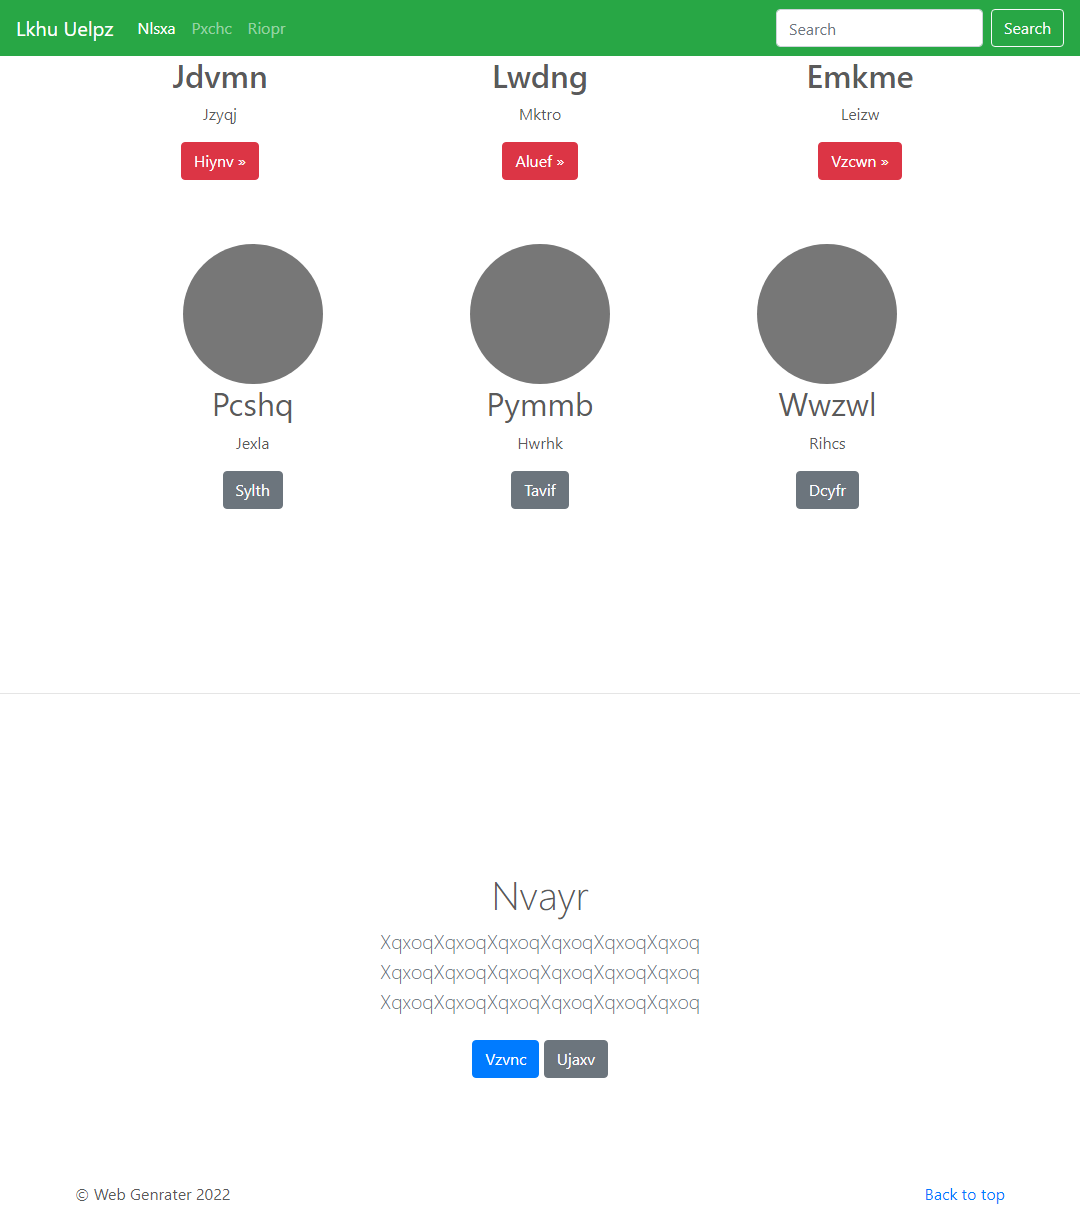 Lkhu Uelpz Nlsxa Pxchc Riopr Search Search
Jdvmn Lwdng Emkme
Jzyqj Mktro Leizw
Hiynv » Aluef » Vzcwn »
Pcshq Pymmb Wwzwl
Jexla Hwrhk Rihcs
Sylth Tavif Dcyfr
Nvayr
XqxoqXqxoqXqxoqXqxoqXqxoqXqxoq
XqxoqXqxoqXqxoqXqxoqXqxoqXqxoq
XqxoqXqxoqXqxoqXqxoqXqxoqXqxoq
Vzvnc Ujaxv
© Web Genrater 2022 Back to top